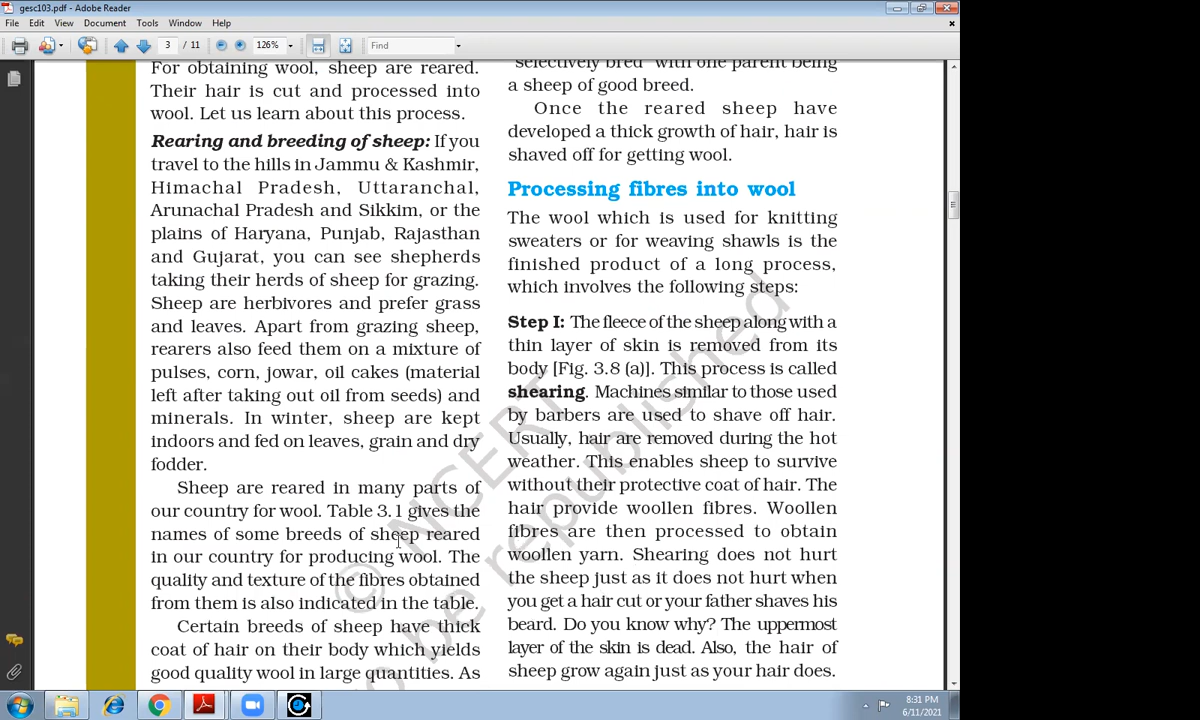 gesc103.pdf - Adobe Reader
File Edit View Document Tools Window Help
3 / 11 126% Find
For obtaining wool, sheep are reared.
Their hair is cut and processed into
wool. Let us learn about this process.
Rearing and breeding of sheep: If you
travel to the hills in Jammu & Kashmir,
Himachal Pradesh, Uttaranchal,
Arunachal Pradesh and Sikkim, or the
plains of Haryana, Punjab, Rajasthan
and Gujarat, you can see shepherds
taking their herds of sheep for grazing.
Sheep are herbivores and prefer grass
and leaves. Apart from grazing sheep,
rearers also feed them on a mixture of
pulses, corn, jowar, oil cakes (material
left after taking out oil from seeds) and
minerals. In winter, sheep are kept
indoors and fed on leaves, grain and dry
fodder.
Sheep are reared in many parts of
our country for wool. Table 3.1 gives the
names of some breeds of sheep reared
in our country for producing wool. The
quality and texture of the fibres obtained
from them is also indicated in the table.
Certain breeds of sheep have thick
coat of hair on their body which yields
good quality wool in large quantities. As
selectively bred" with one parent being
a sheep of good breed.
Once the reared sheep have
developed a thick growth of hair, hair is
shaved off for getting wool.
Processing fibres into wool
The wool which is used for knitting
sweaters or for weaving shawls is the
finished product of a long process,
which involves the following steps:
Step I: The fleece of the sheep along with a
thin layer of skin is removed from its
body [Fig. 3.8 (a)]. This process is called
shearing. Machines similar to those used
by barbers are used to shave off hair.
Usually, hair are removed during the hot
weather. This enables sheep to survive
without their protective coat of hair. The
hair provide woollen fibres. Woollen
fibres are then processed to obtain
woollen yarn. Shearing does not hurt
the sheep just as it does not hurt when
you get a hair cut or your father shaves his
beard. Do you know why? The uppermost
layer of the skin is dead. Also, the hair of
sheep grow again just as your hair does.
© NCERT
to be republished
8:31 PM
6/11/2021